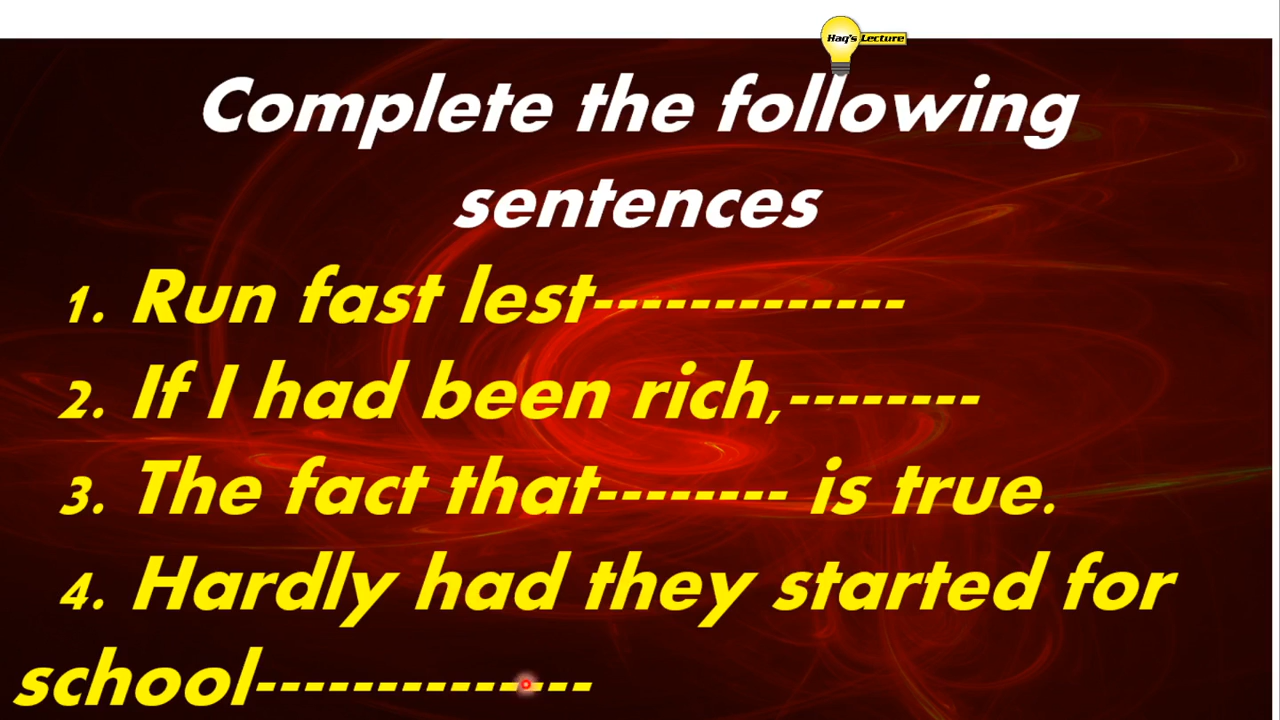 Haq's Lecture
Complete the following
sentences
1. Run fast lest-------------
2. If I had been rich,--------
3. The fact that-------- is true.
4. Hardly had they started for
school--------------